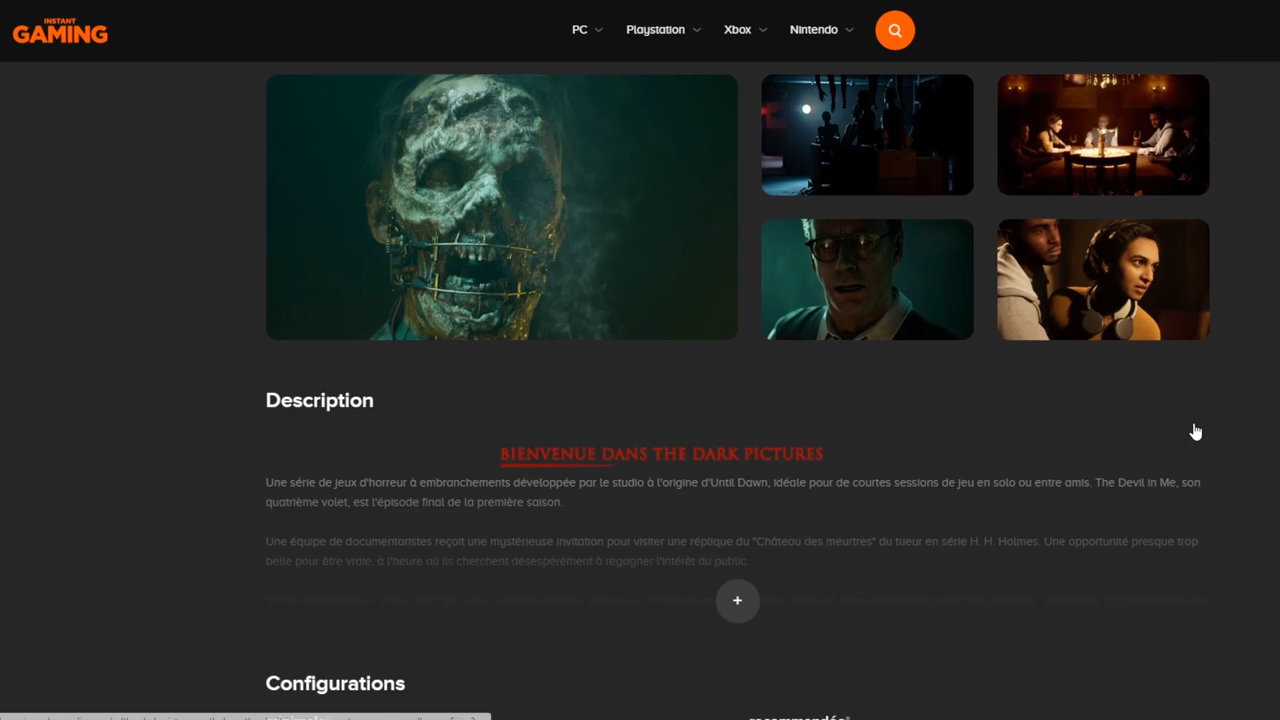 INSTANT
GAMING
PC Playstation Xbox Nintendo
Description
BIENVENUE DANS THE DARK PICTURES
Une série de jeux d'horreur à embranchements développée par le studio à l'origine d'Until Dawn, idéale pour de courtes sessions de jeu en solo ou entre amis. The Devil in Me, son
quatrième volet, est l'épisode final de la première saison.
Une équipe de documentaristes reçoit une mystérieuse invitation pour visiter une réplique du "Château des meurtres" du tueur en série H. H. Holmes. Une opportunité presque trop
belle pour être vraie, à l'heure où ils cherchent désespérément à regagner l'intérêt du public.
+
Configurations
minimale* recommandée*